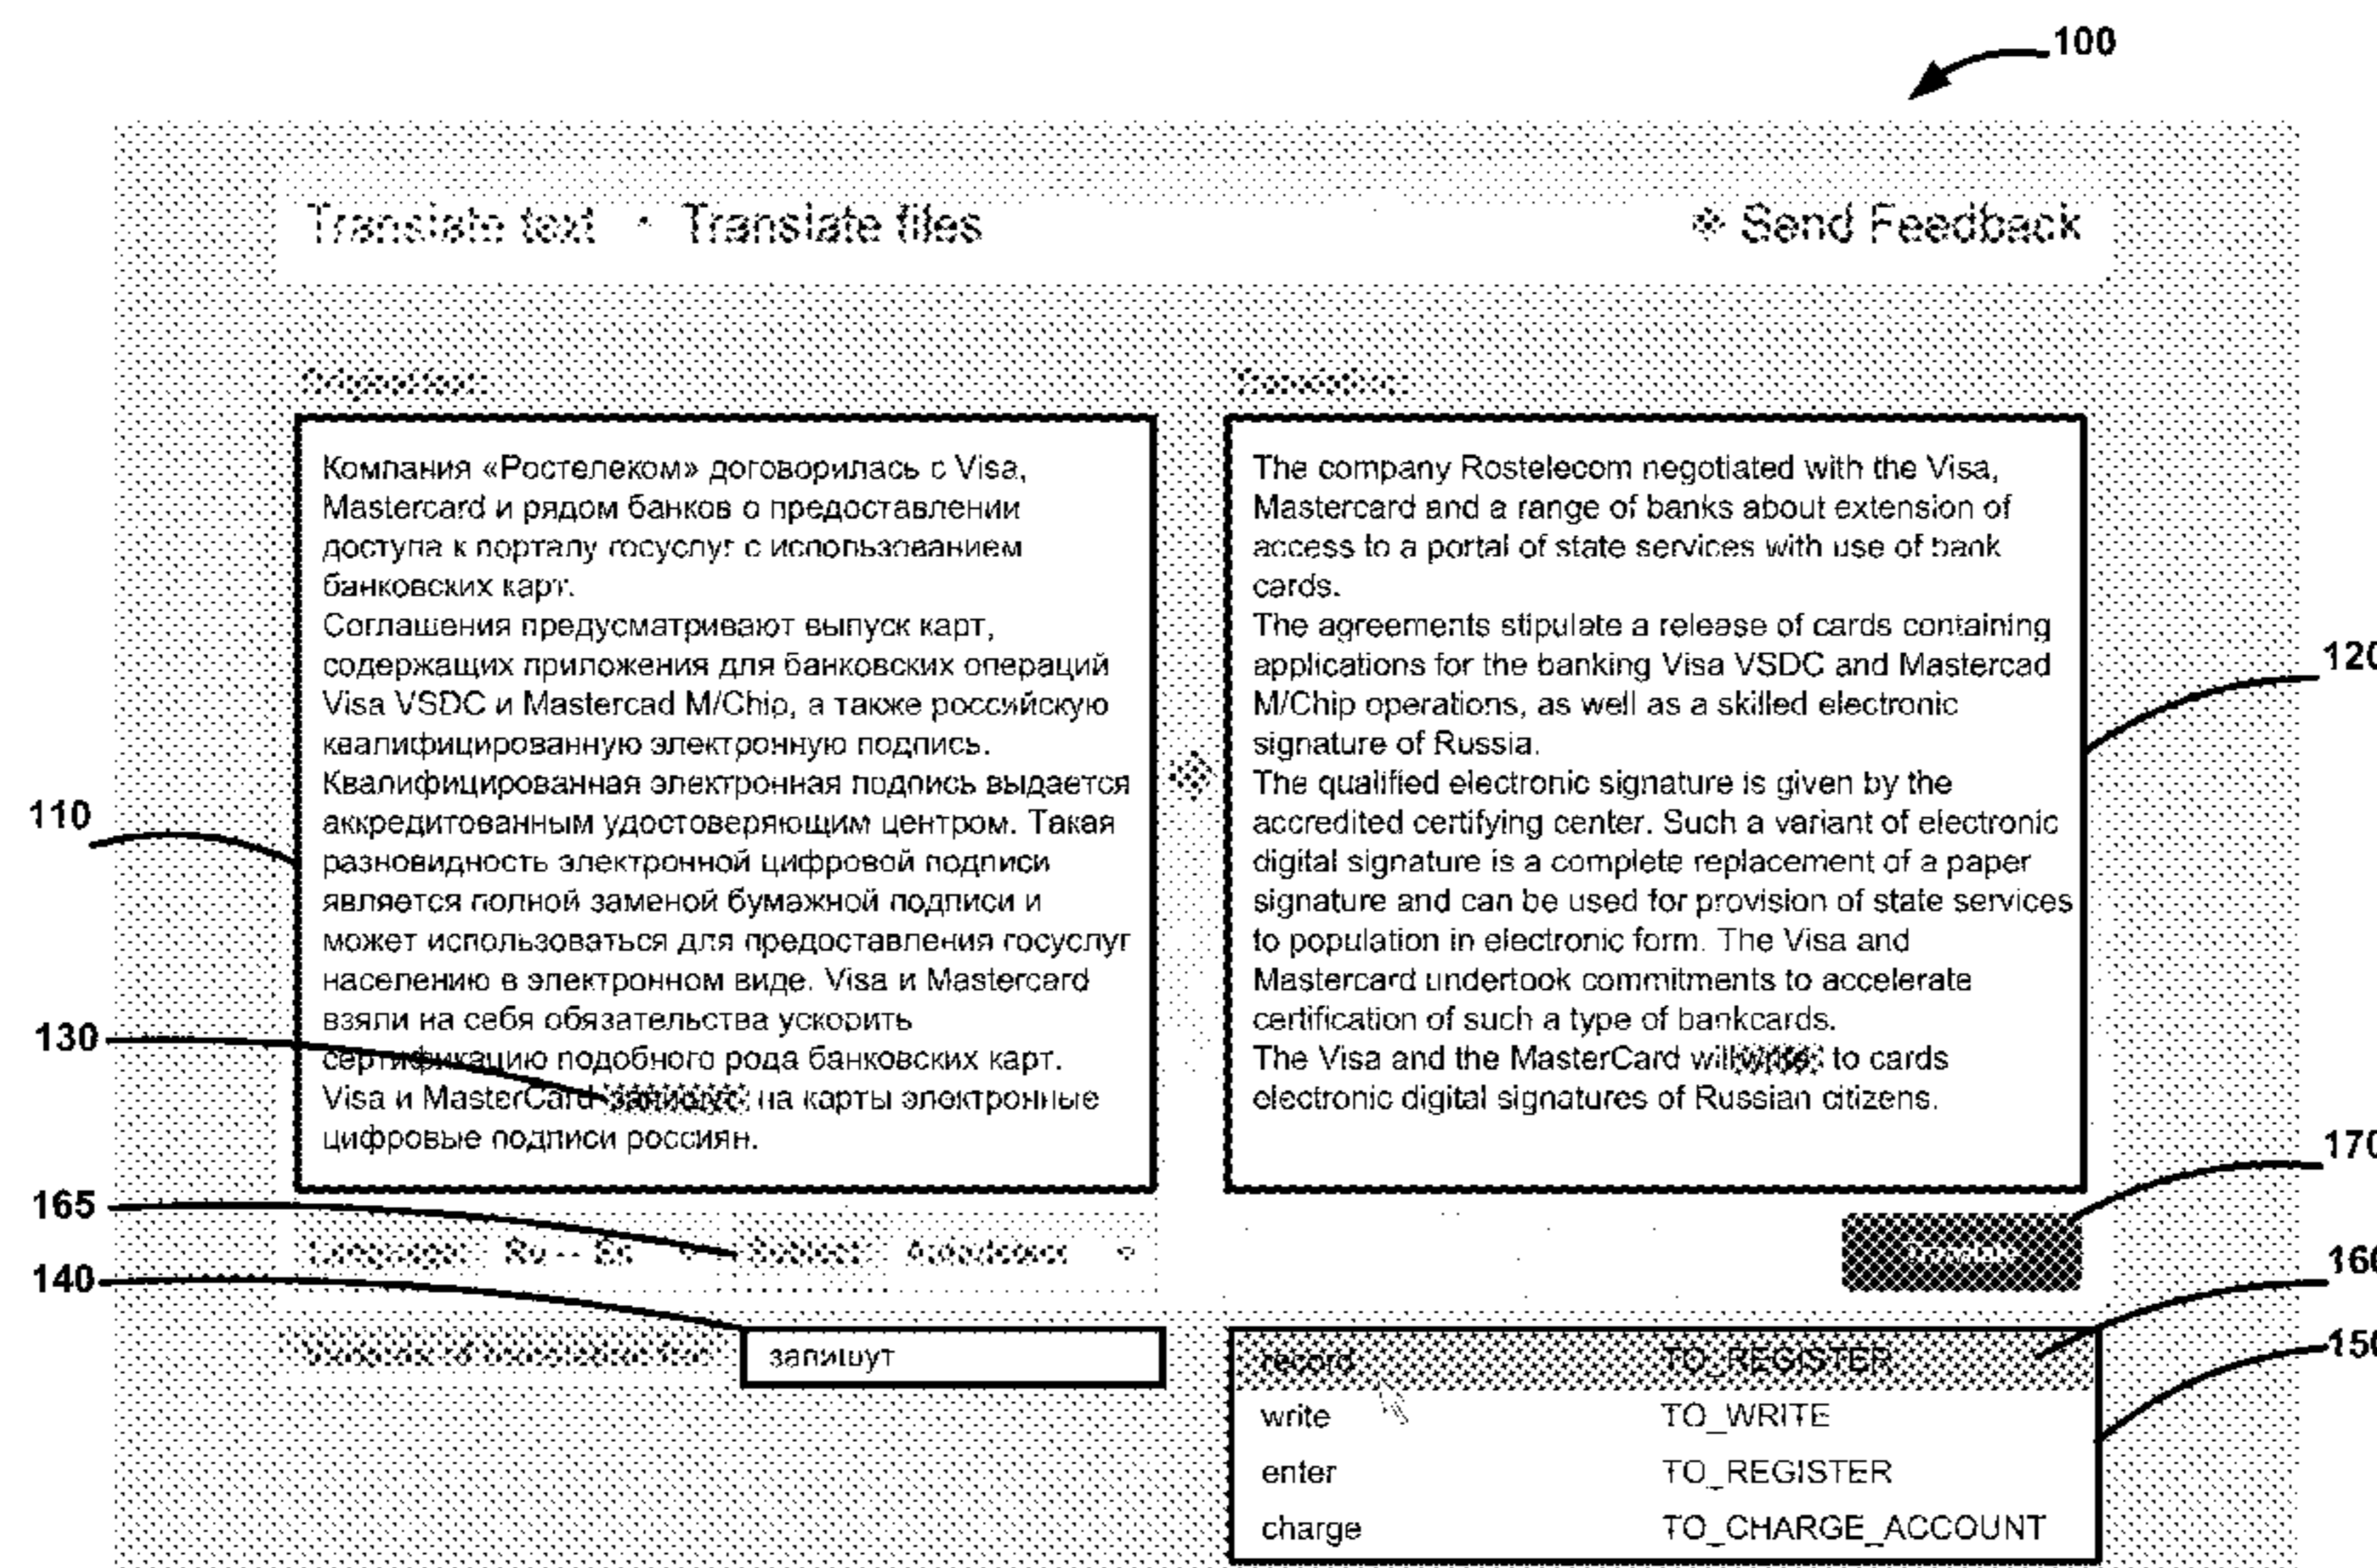 100
Translate text · Translate files
Send Feedback
Original text:
Translation:
Компания «Ростелеком» договорилась с Visa,
Mastercard и рядом банков о предоставлении
доступа к порталу госуслуг с использованием
банковских карт.
Соглашения предусматривают выпуск карт,
содержащих приложения для банковских операций
Visa VSDC и Mastercad M/Chip, а также российскую
квалифицированную электронную подпись.
Квалифицированная электронная подпись выдается
аккредитованным удостоверяющим центром. Такая
разновидность электронной цифровой подписи
является полной заменой бумажной подписи и
может использоваться для предоставления госуслуг
населению в электронном виде. Visa и Mastercard
взяли на себя обязательства ускорить
сертификацию подобного рода банковских карт.
Visa и MasterCard запишут на карты электронные
цифровые подписи россиян.
The company Rostelecom negotiated with the Visa,
Mastercard and a range of banks about extension of
access to a portal of state services with use of bank
cards.
The agreements stipulate a release of cards containing
applications for the banking Visa VSDC and Mastercad
M/Chip operations, as well as a skilled electronic
signature of Russia.
The qualified electronic signature is given by the
accredited certifying center. Such a variant of electronic
digital signature is a complete replacement of a paper
signature and can be used for provision of state services
to population in electronic form. The Visa and
Mastercard undertook commitments to accelerate
certification of such a type of bankcards.
The Visa and the MasterCard will write to cards
electronic digital signatures of Russian citizens.
110
120
130
165
140
170
160
150
Language: Ru – En
Subject: Autodetect
Translate
запишут
record TO_REGISTER
write TO_WRITE
enter TO_REGISTER
charge TO_CHARGE_ACCOUNT